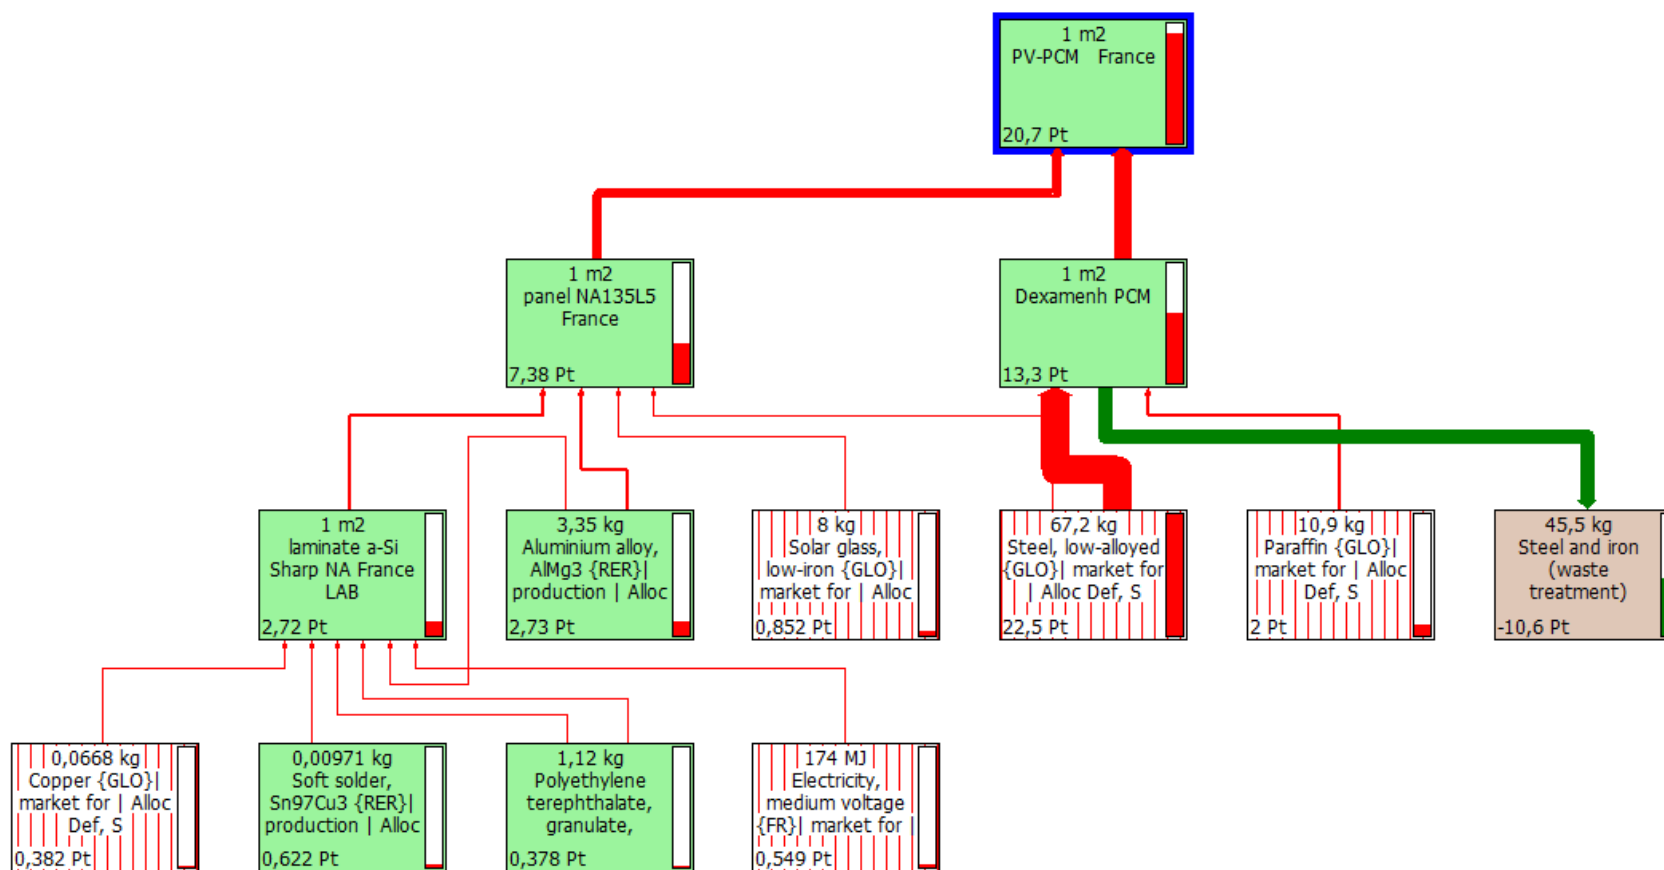 1 m2
PV-PCM France
20,7 Pt
1 m2
panel NA135L5
France
7,38 Pt
1 m2
Dexamenh PCM
13,3 Pt
1 m2
laminate a-Si
Sharp NA France
LAB
2,72 Pt
3,35 kg
Aluminium alloy,
AlMg3 {RER}|
production | Alloc
2,73 Pt
8 kg
Solar glass,
low-iron {GLO}|
market for | Alloc
0,852 Pt
67,2 kg
Steel, low-alloyed
{GLO}| market for
| Alloc Def, S
22,5 Pt
10,9 kg
Paraffin {GLO}|
market for | Alloc
Def, S
2 Pt
45,5 kg
Steel and iron
(waste
treatment)
-10,6 Pt
0,0668 kg
Copper {GLO}|
market for | Alloc
Def, S
0,382 Pt
0,00971 kg
Soft solder,
Sn97Cu3 {RER}|
production | Alloc
0,622 Pt
1,12 kg
Polyethylene
terephthalate,
granulate,
0,378 Pt
174 MJ
Electricity,
medium voltage
{FR}| market for |
0,549 Pt